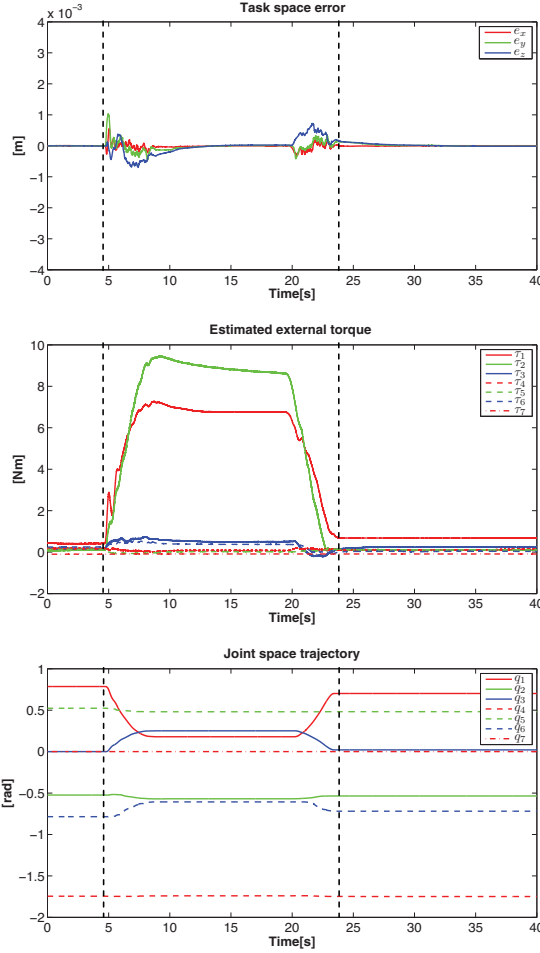 Task space error
x 10⁻³
4
3
2
1
0
−1
−2
−3
−4
[m]
0 5 10 15 20 25 30 35 40
Time[s]
e_x
e_y
e_z
Estimated external torque
10
8
6
4
2
0
−2
[Nm]
0 5 10 15 20 25 30 35 40
Time[s]
τ_1
τ_2
τ_3
τ_4
τ_5
τ_6
τ_7
Joint space trajectory
1
0.5
0
−0.5
−1
−1.5
−2
[rad]
0 5 10 15 20 25 30 35 40
Time[s]
q_1
q_2
q_3
q_4
q_5
q_6
q_7